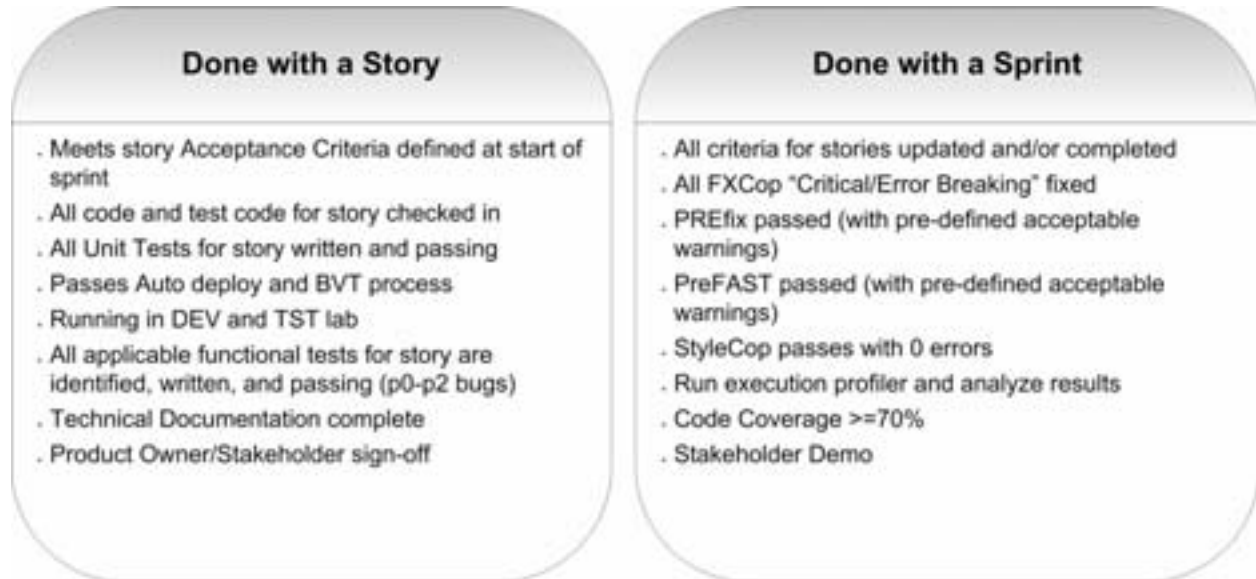 Done with a Story
. Meets story Acceptance Criteria defined at start of
sprint
. All code and test code for story checked in
. All Unit Tests for story written and passing
. Passes Auto deploy and BVT process
. Running in DEV and TST lab
. All applicable functional tests for story are
identified, written, and passing (p0-p2 bugs)
. Technical Documentation complete
. Product Owner/Stakeholder sign-off
Done with a Sprint
. All criteria for stories updated and/or completed
. All FXCop “Critical/Error Breaking” fixed
. PREfix passed (with pre-defined acceptable
warnings)
. PreFAST passed (with pre-defined acceptable
warnings)
. StyleCop passes with 0 errors
. Run execution profiler and analyze results
. Code Coverage >=70%
. Stakeholder Demo